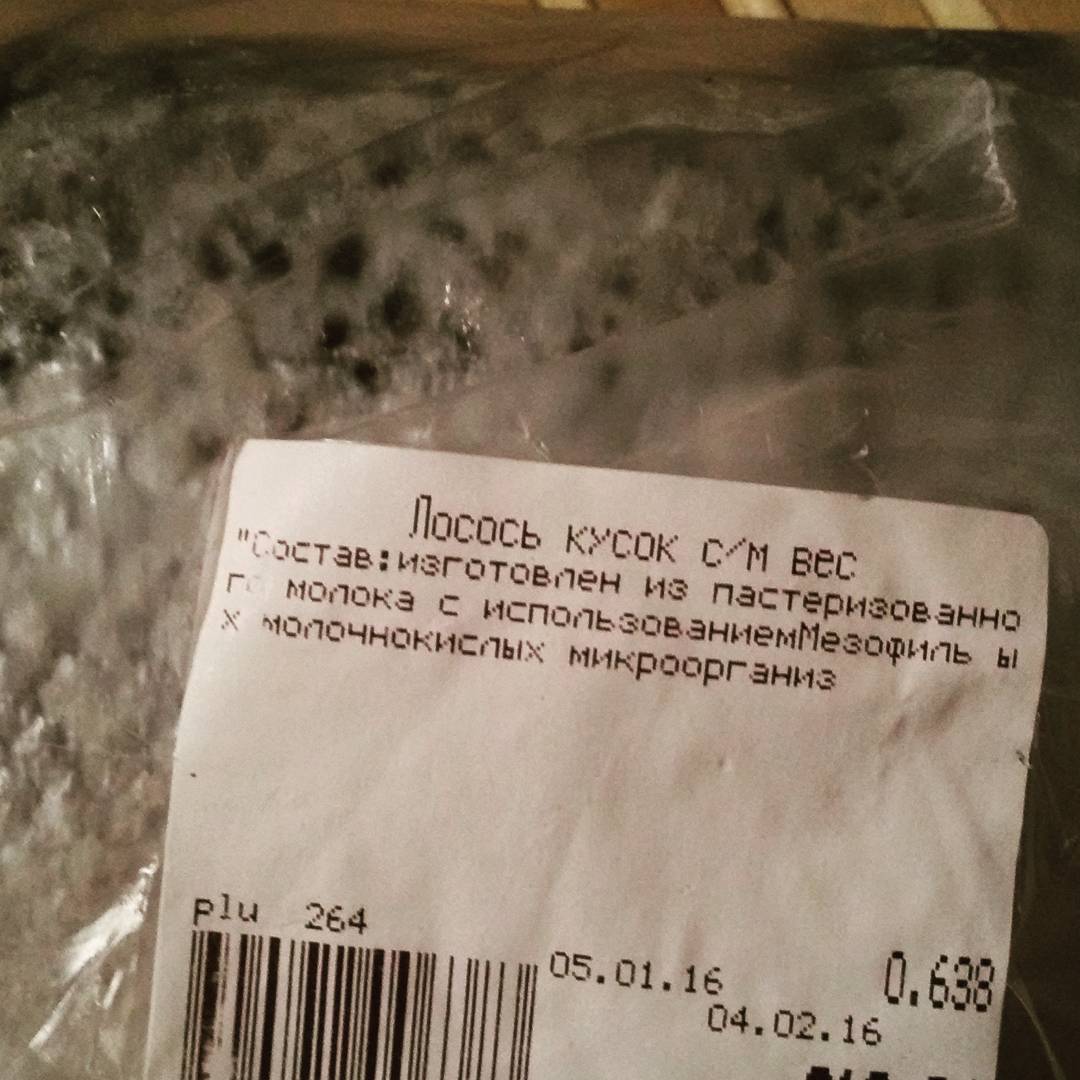 Лосось кусок с/м вес
"Состав:изготовлен из пастеризованно
го молока с использованиемМезофиль ы
х молочнокислых микроорганиз
plu 264
05.01.16
0.638
04.02.16